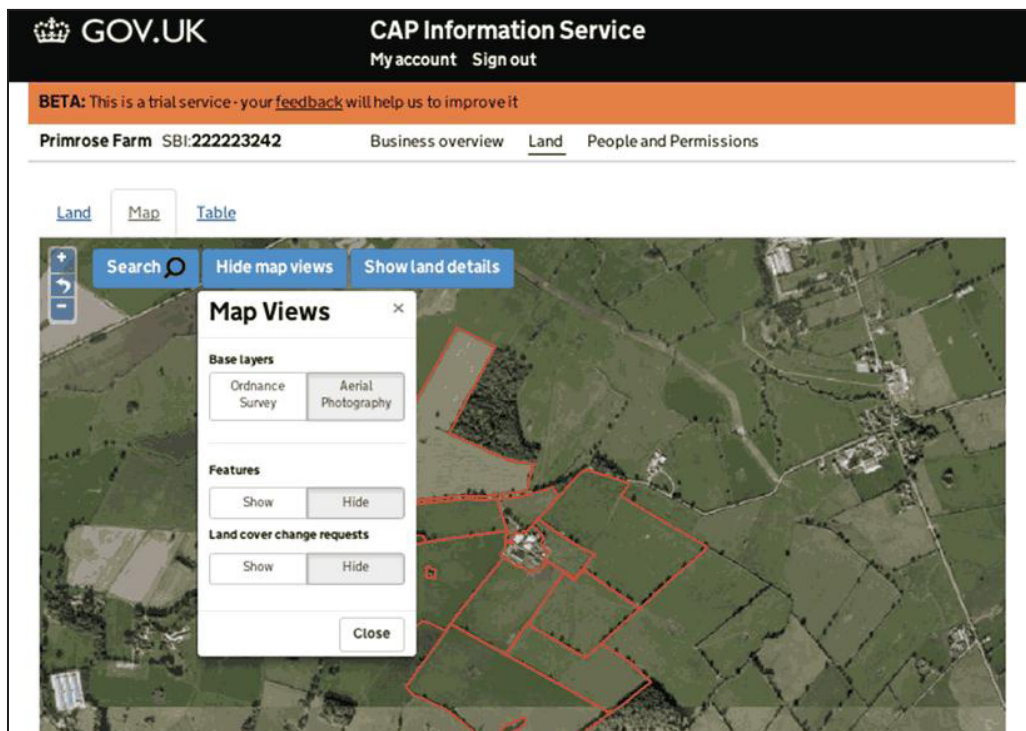 GOV.UK
CAP Information Service
My account Sign out
BETA: This is a trial service - your feedback will help us to improve it
Primrose Farm SBI:222223242 Business overview Land People and Permissions
Land Map Table
+
-
Search Hide map views Show land details
Map Views ×
Base layers
Ordnance Survey
Aerial Photography
Features
Show Hide
Land cover change requests
Show Hide
Close